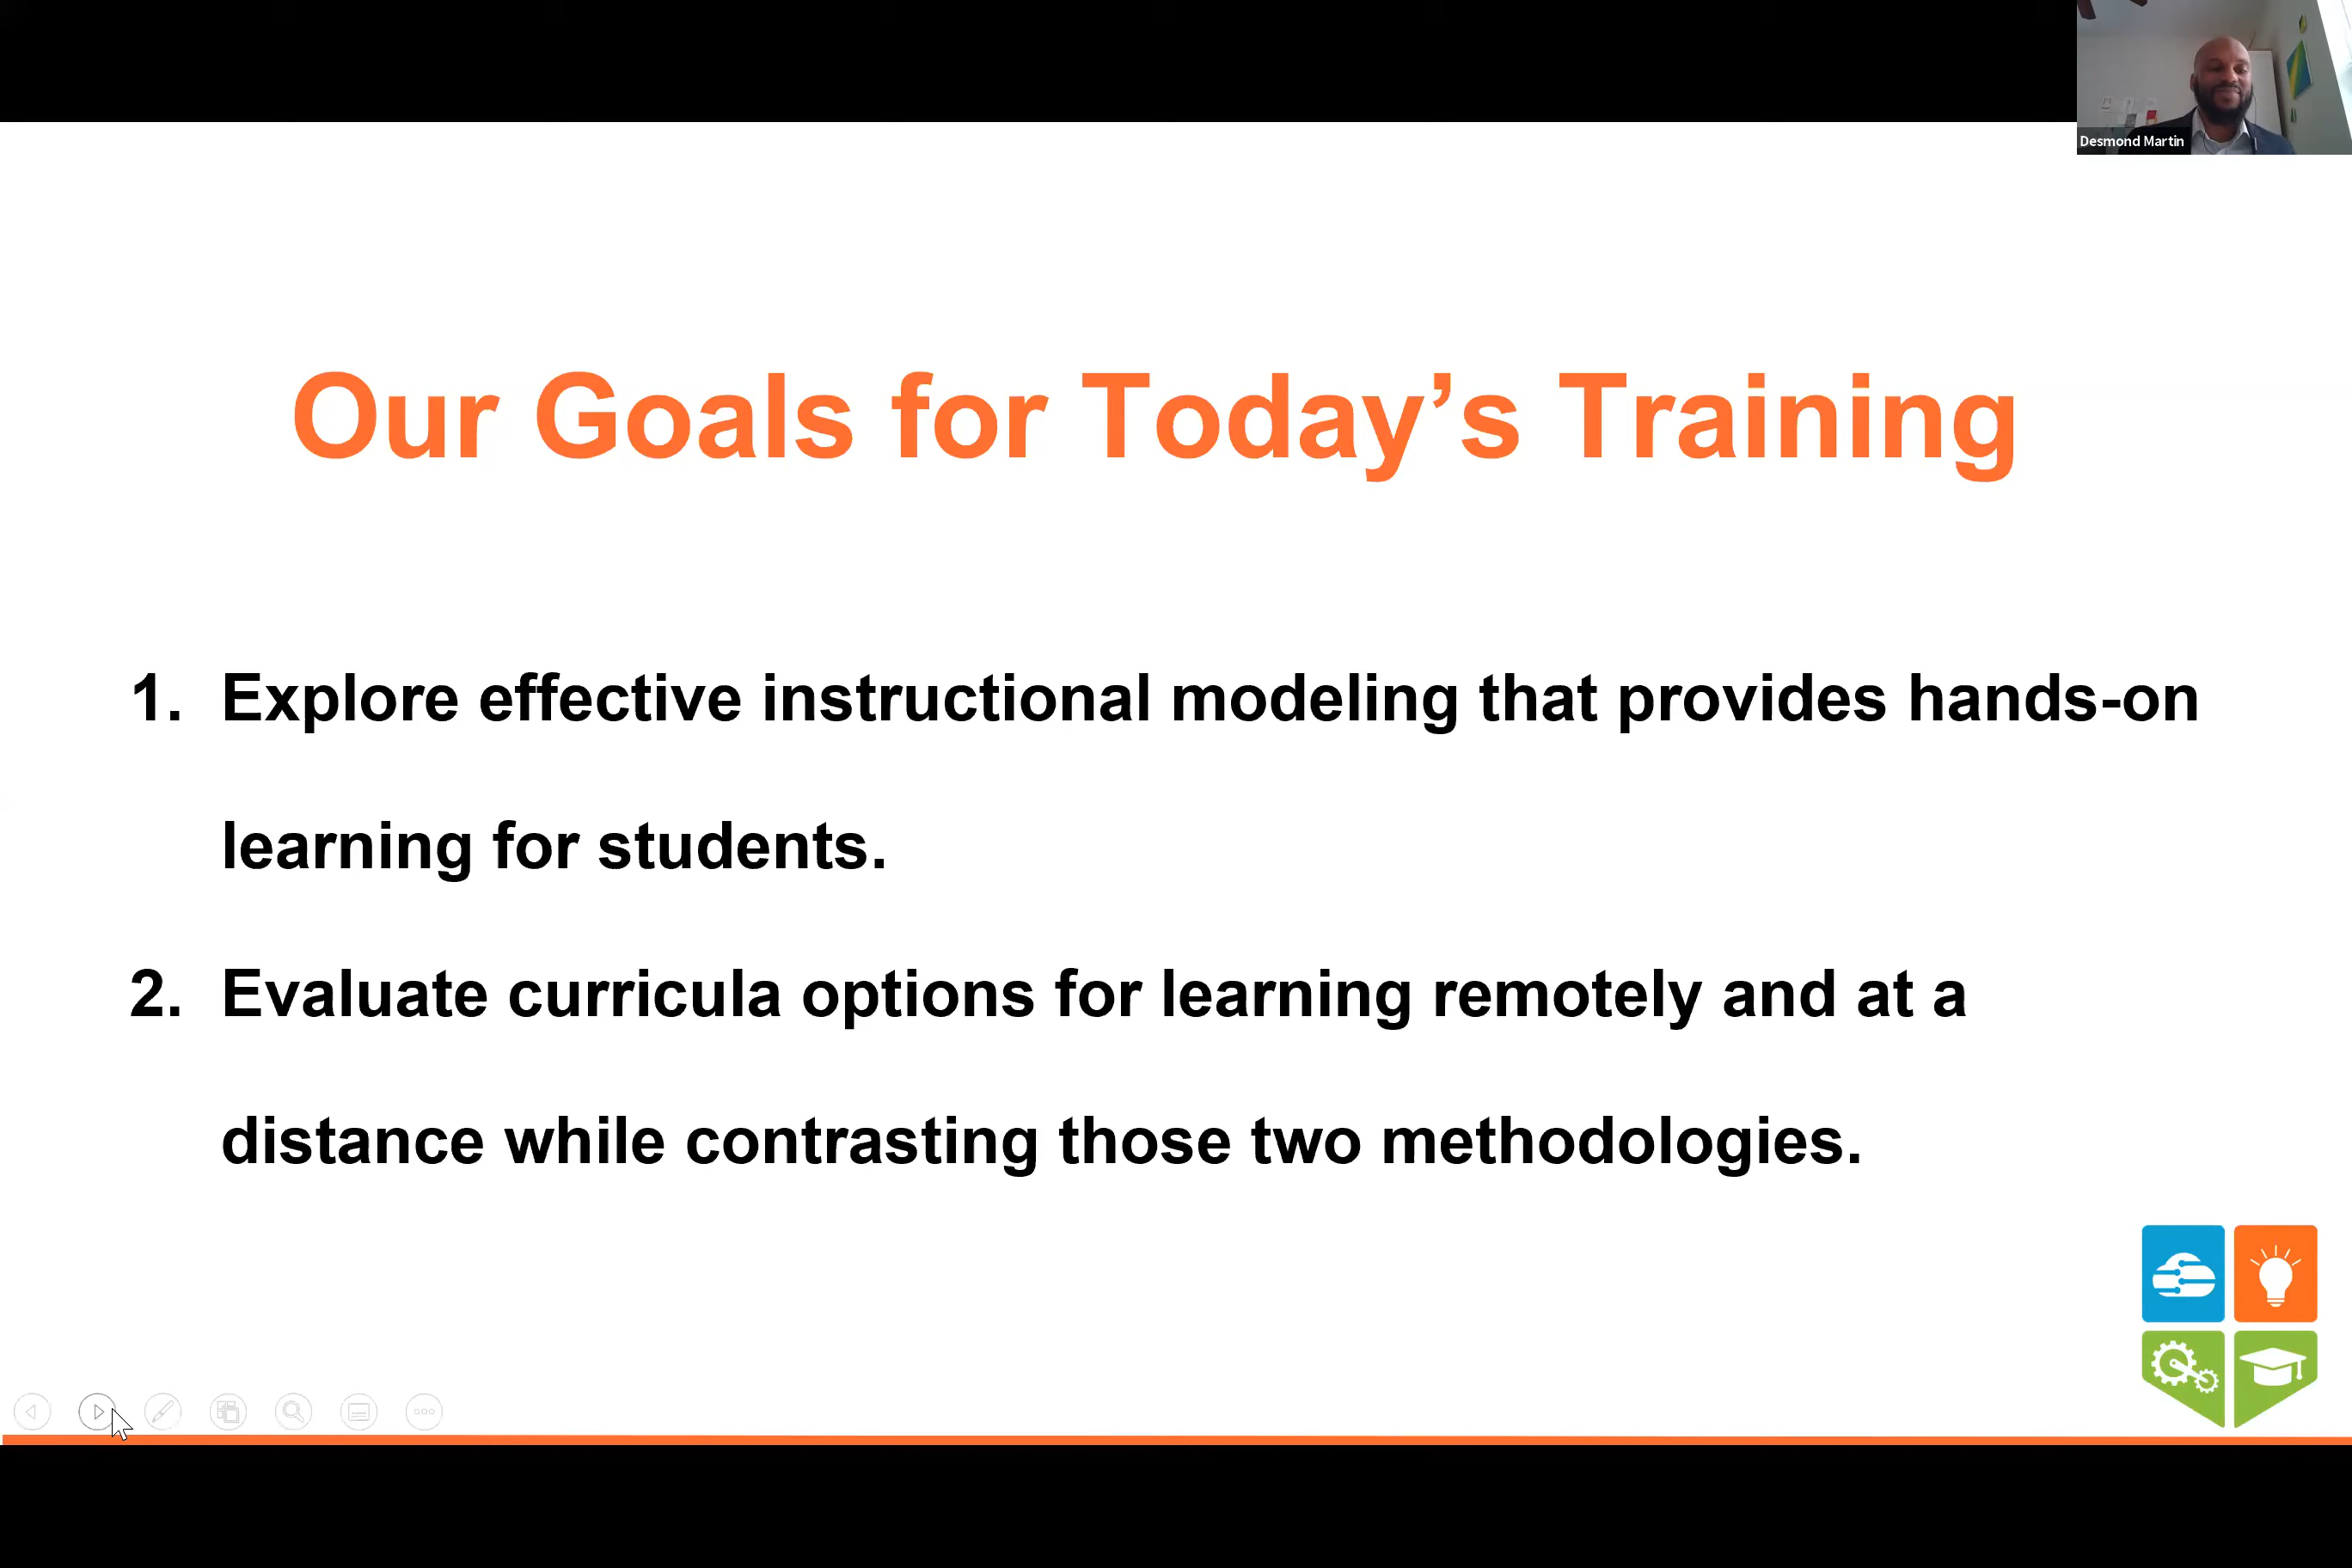 Desmond Martin
Our Goals for Today’s Training
1. Explore effective instructional modeling that provides hands-on
learning for students.
2. Evaluate curricula options for learning remotely and at a
distance while contrasting those two methodologies.